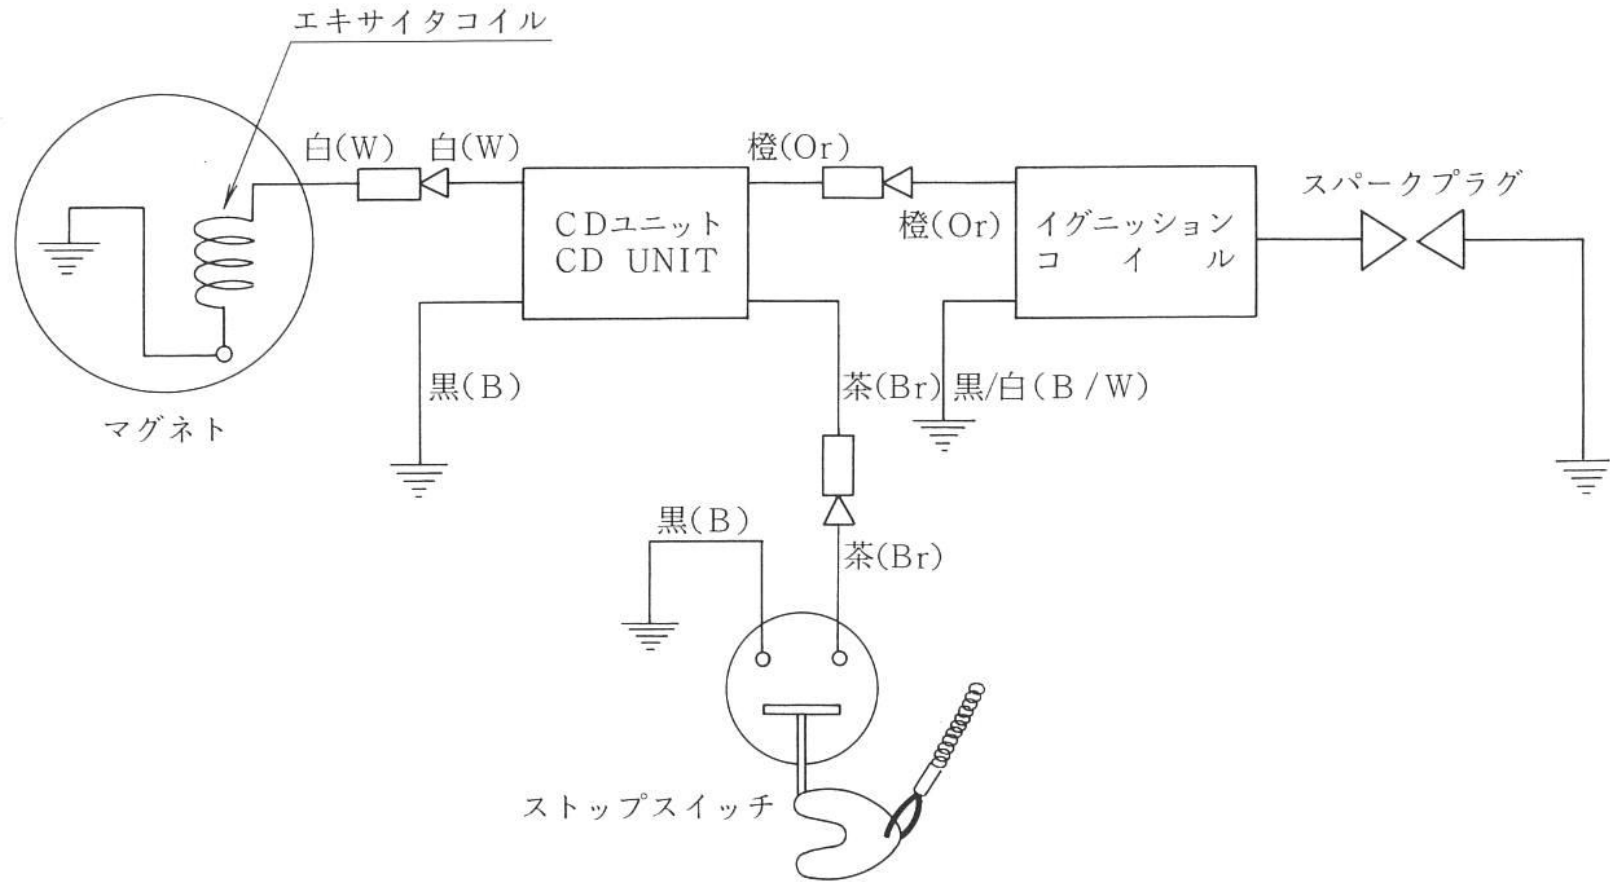 エキサイタコイル
白(W)
白(W)
橙(Or)
スパークプラグ
CDユニット
CD UNIT
橙(Or)
イグニッション
コイル
黒(B)
茶(Br)
黒/白(B/W)
マグネト
黒(B)
茶(Br)
ストップスイッチ